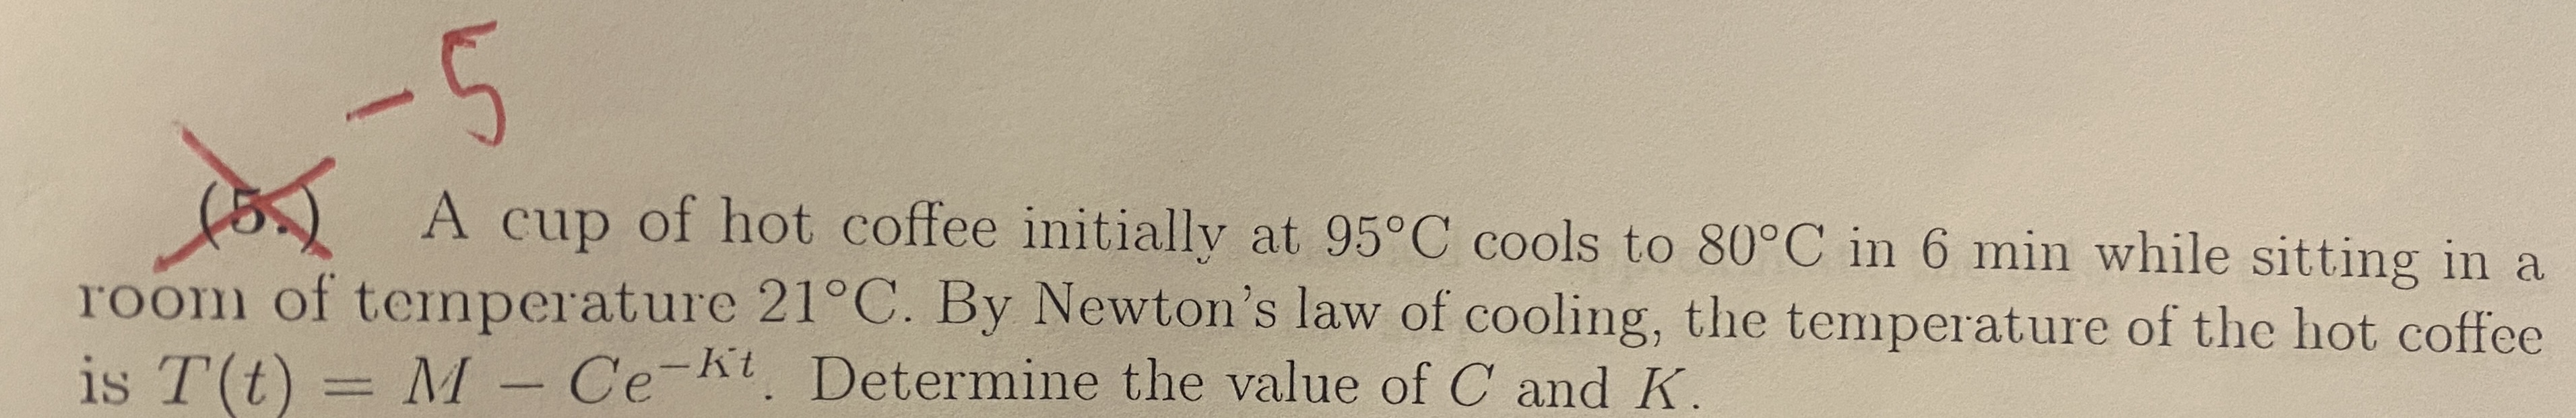 -5
(5.) A cup of hot coffee initially at 95°C cools to 80°C in 6 min while sitting in a
room of temperature 21°C. By Newton's law of cooling, the temperature of the hot coffee
is T(t) = M − Ce^{−Kt}. Determine the value of C and K.